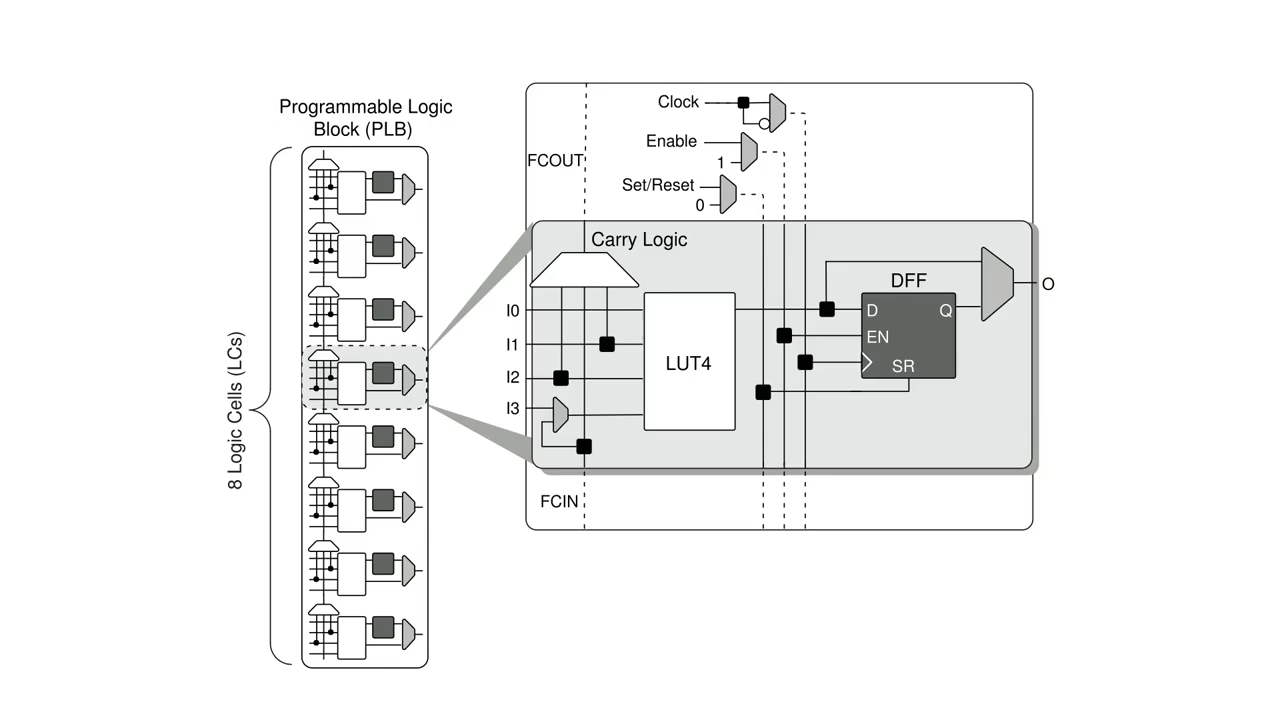 Programmable Logic
Block (PLB)
8 Logic Cells (LCs)
Clock
Enable
1
FCOUT
Set/Reset
0
Carry Logic
I0
I1
I2
I3
LUT4
DFF
D
Q
EN
SR
O
FCIN